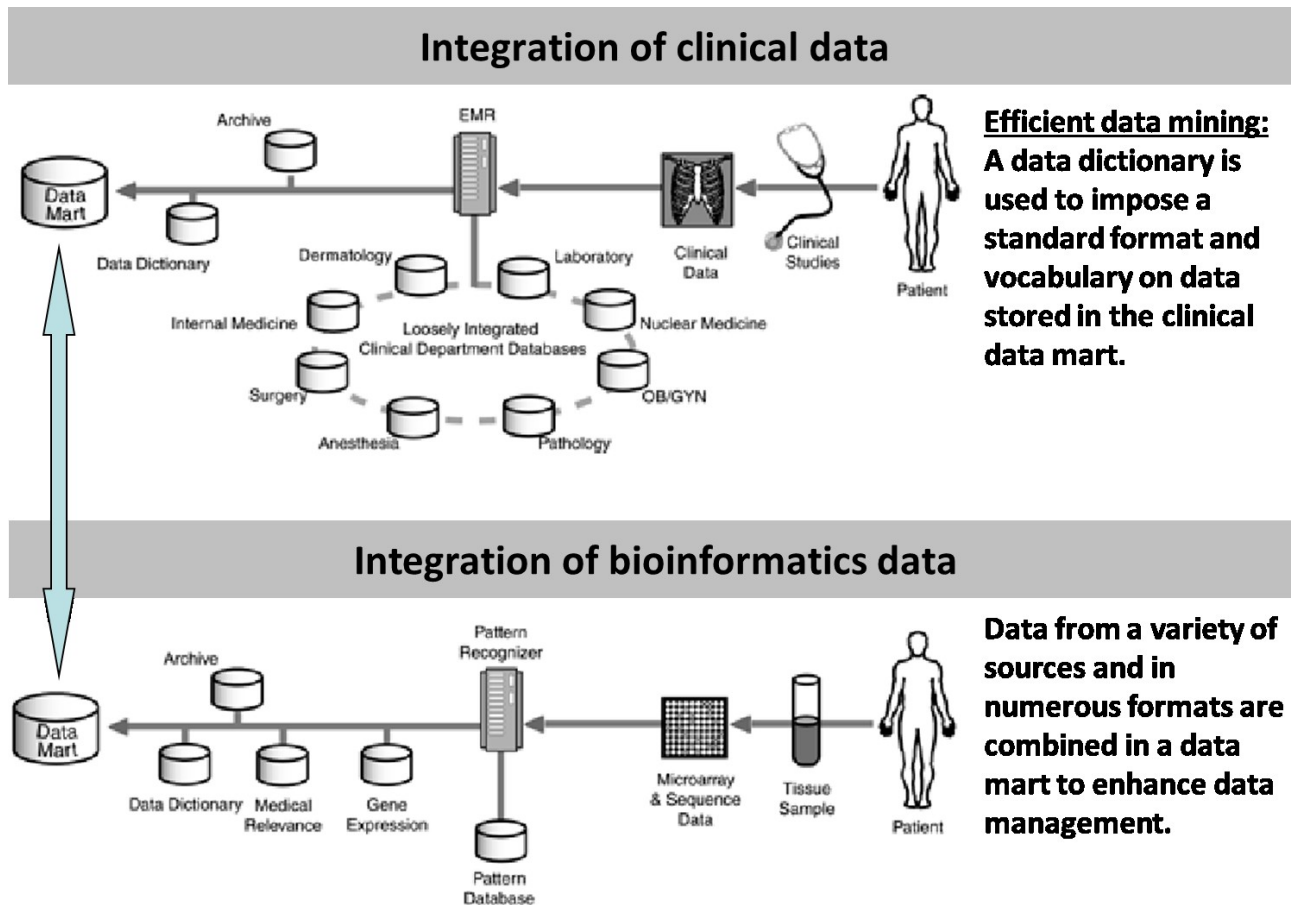 Integration of clinical data
Archive
EMR
Data
Mart
Data Dictionary
Dermatology
Laboratory
Internal Medicine
Loosely Integrated
Clinical Department Databases
Nuclear Medicine
Surgery
OB/GYN
Anesthesia
Pathology
Clinical
Data
Clinical
Studies
Patient
Efficient data mining:
A data dictionary is
used to impose a
standard format and
vocabulary on data
stored in the clinical
data mart.
Integration of bioinformatics data
Archive
Pattern
Recognizer
Data
Mart
Data Dictionary
Medical
Relevance
Gene
Expression
Pattern
Database
Microarray
& Sequence
Data
Tissue
Sample
Patient
Data from a variety of
sources and in
numerous formats are
combined in a data
mart to enhance data
management.